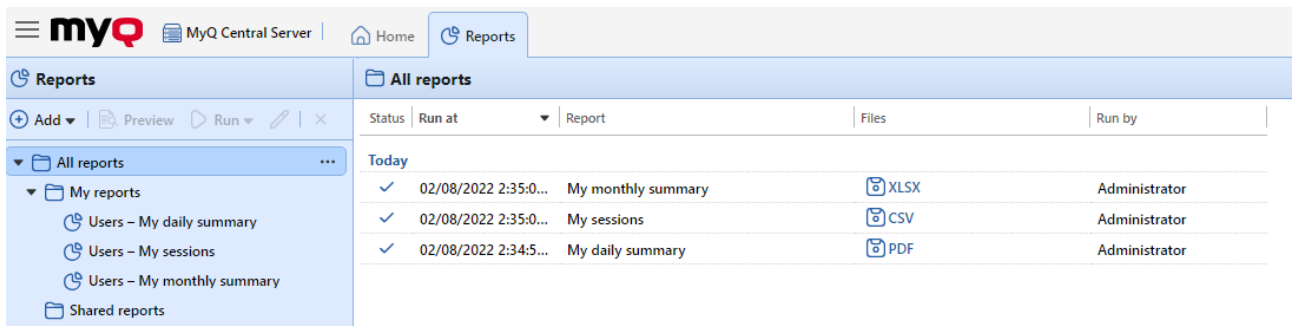 myQ MyQ Central Server Home Reports
Reports
Add Preview Run
All reports
My reports
Users – My daily summary
Users – My sessions
Users – My monthly summary
Shared reports
All reports
Status Run at Report Files Run by
Today
02/08/2022 2:35:0... My monthly summary XLSX Administrator
02/08/2022 2:35:0... My sessions CSV Administrator
02/08/2022 2:34:5... My daily summary PDF Administrator